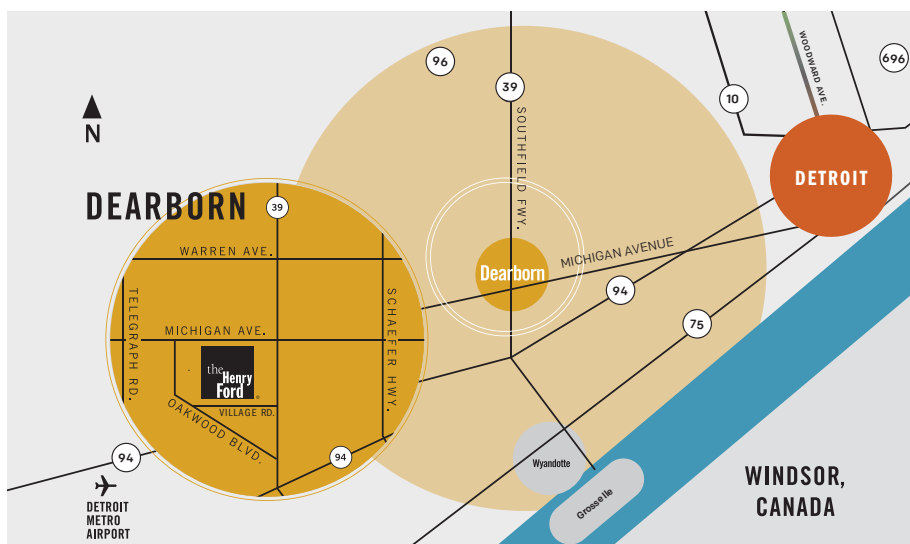 96
39
10
WOODWARD AVE.
696
N
SOUTHFIELD FWY.
DETROIT
DEARBORN
39
WARREN AVE.
Dearborn
MICHIGAN AVENUE
94
75
TELEGRAPH RD.
SCHAEFER HWY.
MICHIGAN AVE.
the
Henry
Ford®
VILLAGE RD.
OAKWOOD BLVD.
94
94
Wyandotte
Grosse Ile
DETROIT
METRO
AIRPORT
WINDSOR,
CANADA